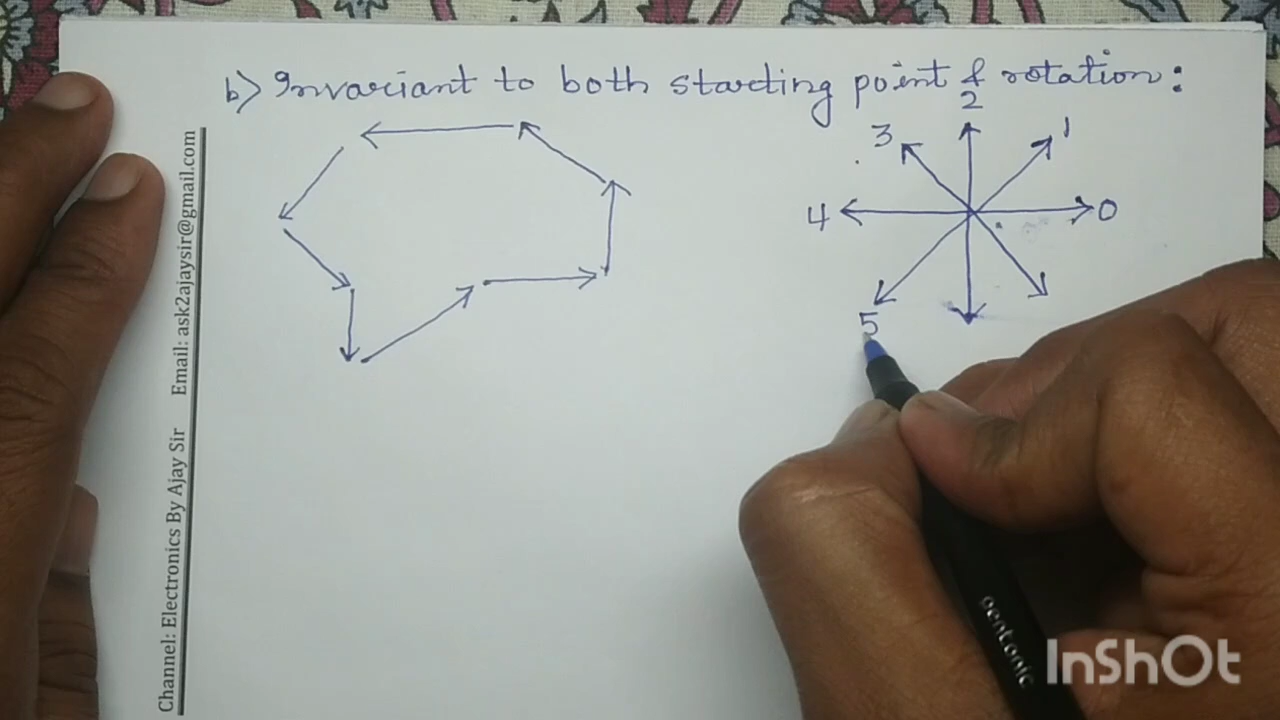 b) Invariant to both starting point & rotation:
2
3
1
4
0
5
Channel: Electronics By Ajay Sir Email: ask2ajaysir@gmail.com
pentonic
InShOt